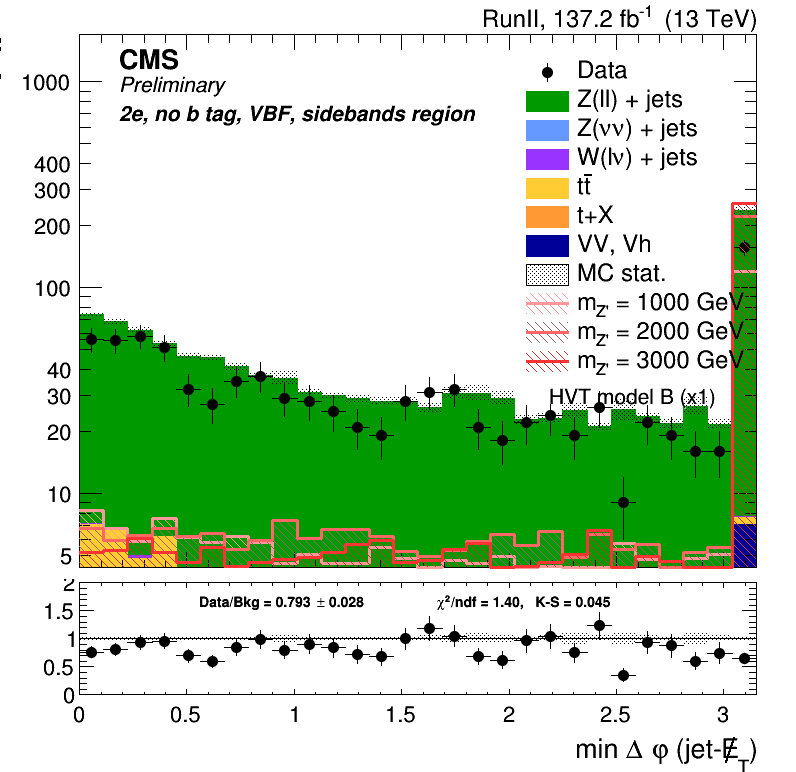 RunII, 137.2 fb⁻¹ (13 TeV)
CMS
Preliminary
2e, no b tag, VBF, sidebands region
Data
Z(ll) + jets
Z(νν) + jets
W(lν) + jets
tt̄
t+X
VV, Vh
MC stat.
m_Z' = 1000 GeV
m_Z' = 2000 GeV
m_Z' = 3000 GeV
HVT model B (x1)
1000
400
300
200
100
40
30
20
10
5
Data/Bkg = 0.793 ± 0.028
χ²/ndf = 1.40, K-S = 0.045
2
1.5
1
0.5
0
0 0.5 1 1.5 2 2.5 3
min Δ φ (jet-E̸_T)